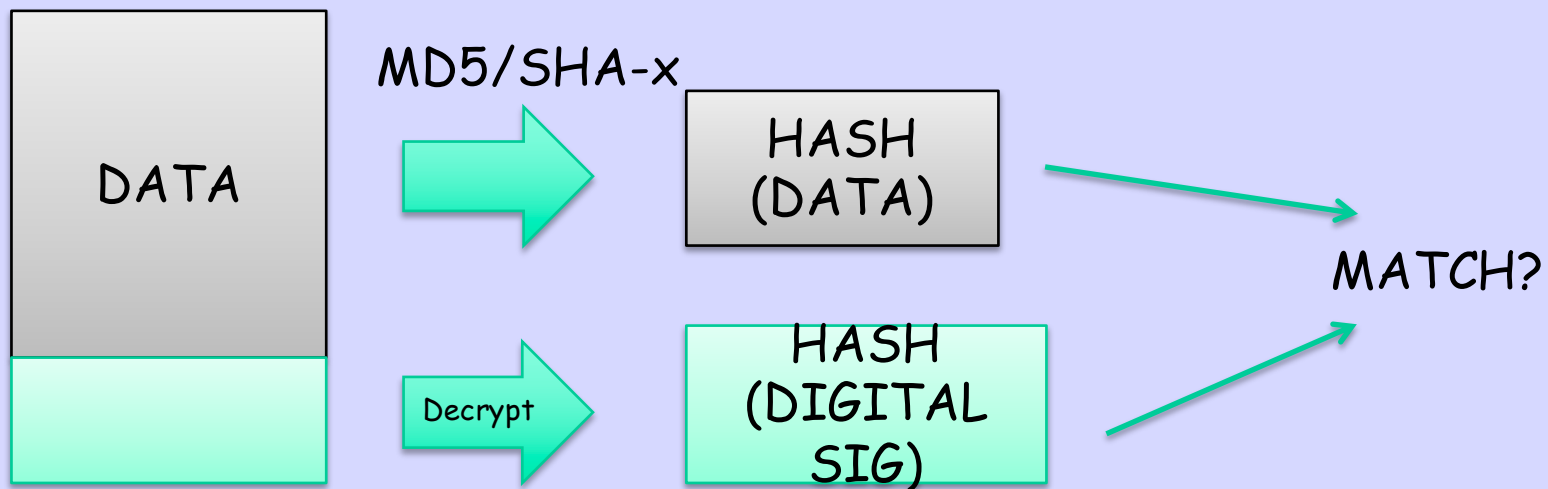 DATA
MD5/SHA-x
HASH
(DATA)
MATCH?
Decrypt
HASH
(DIGITAL
SIG)